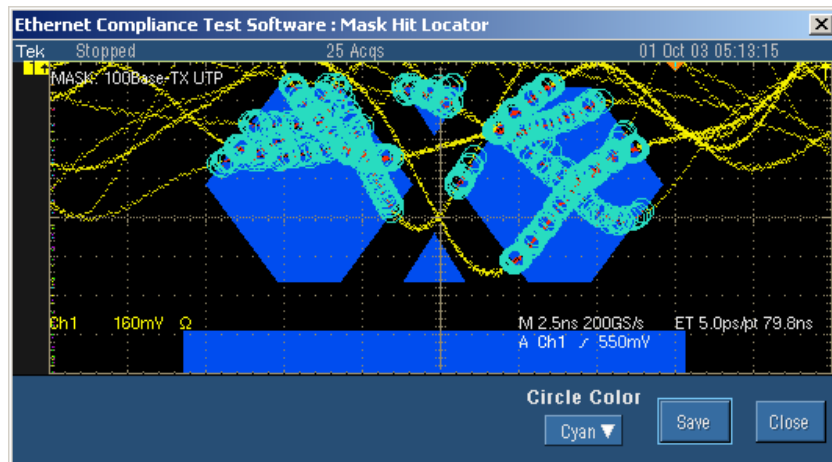 Ethernet Compliance Test Software : Mask Hit Locator
Tek Stopped 25 Acqs 01 Oct 03 05:13:15
MASK: 100Base-TX UTP
Ch1 160mV Ω M 2.5ns 200GS/s ET 5.0ps/pt 79.8ns
A Ch1 ⌿ 550mV
Circle Color
Cyan
Save
Close